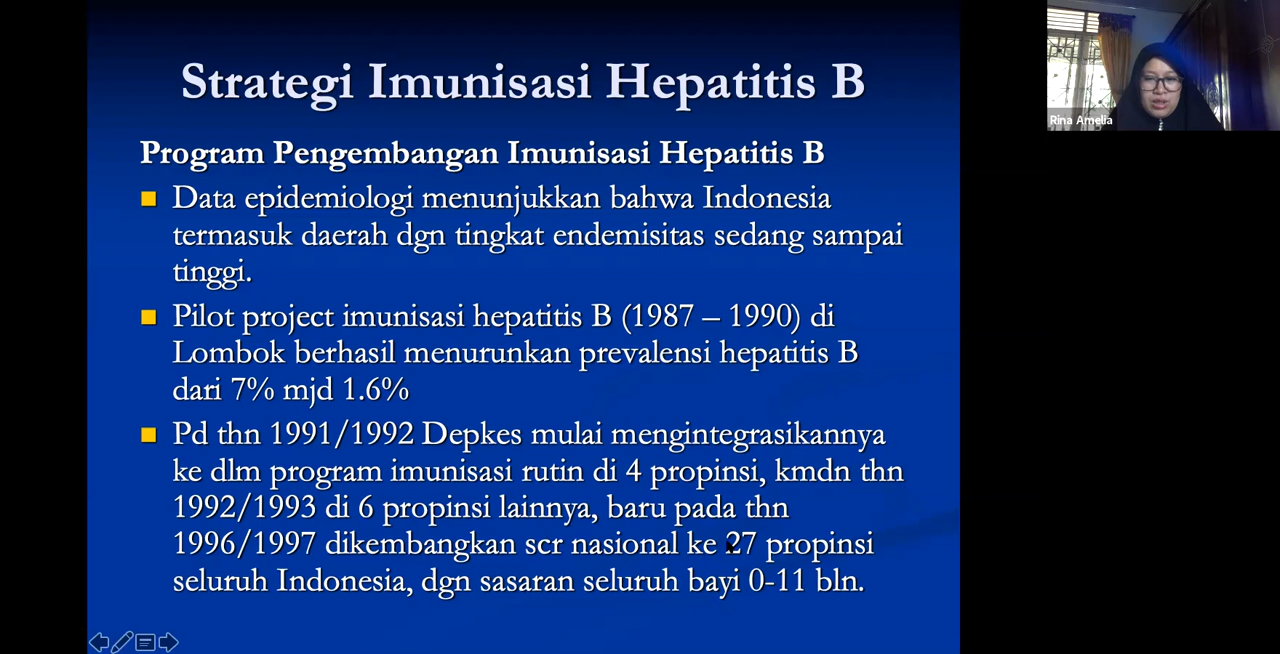 Strategi Imunisasi Hepatitis B
Program Pengembangan Imunisasi Hepatitis B
Data epidemiologi menunjukkan bahwa Indonesia
termasuk daerah dgn tingkat endemisitas sedang sampai
tinggi.
Pilot project imunisasi hepatitis B (1987 – 1990) di
Lombok berhasil menurunkan prevalensi hepatitis B
dari 7% mjd 1.6%
Pd thn 1991/1992 Depkes mulai mengintegrasikannya
ke dlm program imunisasi rutin di 4 propinsi, kmdn thn
1992/1993 di 6 propinsi lainnya, baru pada thn
1996/1997 dikembangkan scr nasional ke 27 propinsi
seluruh Indonesia, dgn sasaran seluruh bayi 0-11 bln.
Rina Amelia